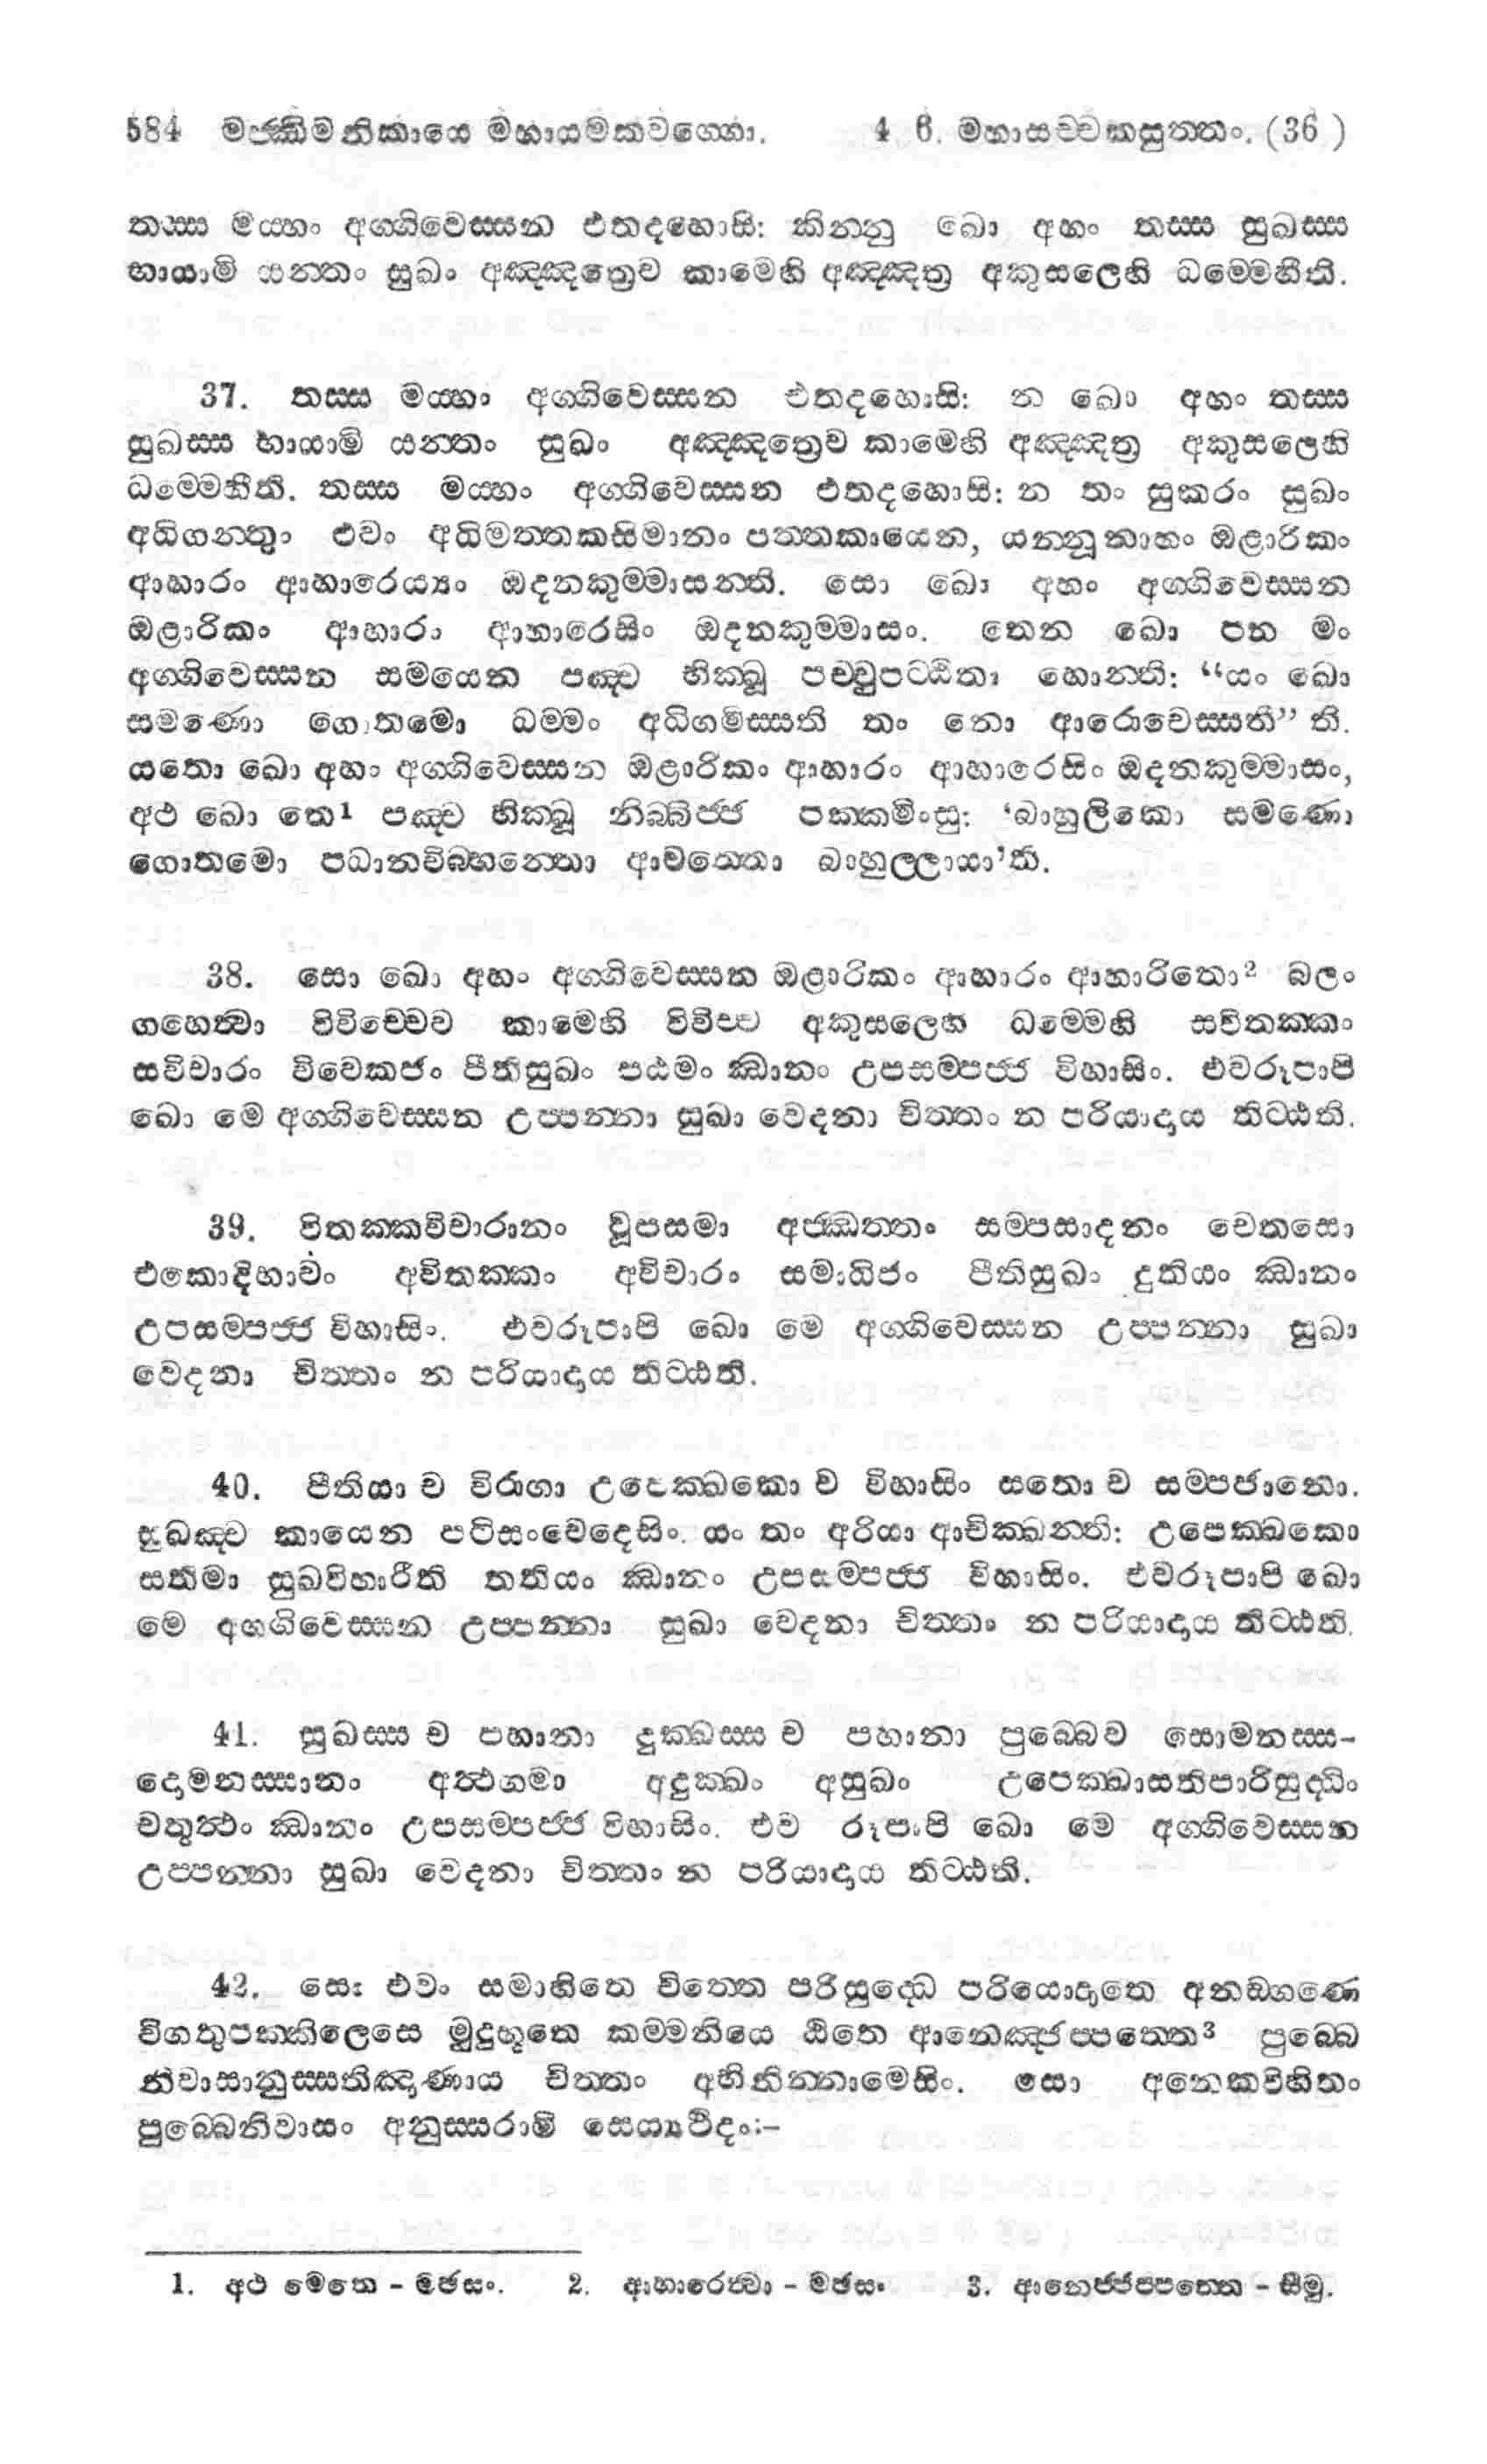 584 මජ්ඣිමනිකායෙ මහායමකවග්ගො. 4. 6. මහාසච්චකසුත්තං. (36)
තස්ස මය්හං අග්ගිවෙස්සන එතදහොසි: කින්නු ඛො අහං තස්ස සුඛස්ස
භායාමි යන්තං සුඛං අඤ්ඤත්‍රෙව කාමෙහි අඤ්ඤත්‍ර අකුසලෙහි ධම්මෙහීති.
37. තස්ස මය්හං අග්ගිවෙස්සන එතදහොසි: න ඛො අහං තස්ස
සුඛස්ස භායාමි යන්තං සුඛං අඤ්ඤත්‍රෙව කාමෙහි අඤ්ඤත්‍ර අකුසලෙහි
ධම්මෙහීති. තස්ස මය්හං අග්ගිවෙස්සන එතදහොසි: න තං සුකරං සුඛං
අධිගන්තුං එවං අධිමත්තකසිමානං පත්තකායෙන, යන්නූනාහං ඔළාරිකං
ආහාරං ආහාරෙය්‍යං ඔදනකුම්මාසන්ති. සො ඛො අහං අග්ගිවෙස්සන
ඔළාරිකං ආහාරං ආහාරෙසිං ඔදනකුම්මාසං. තෙන ඛො පන මං
අග්ගිවෙස්සන සමයෙන පඤ්ච භික්ඛූ පච්චුපට්ඨිතා හොන්ති: “යං ඛො
සමණො ගොතමො ධම්මං අධිගමිස්සති තං නො ආරොචෙස්සතී” ති.
යතො ඛො අහං අග්ගිවෙස්සන ඔළාරිකං ආහාරං ආහාරෙසිං ඔදනකුම්මාසං,
අථ ඛො තෙ1 පඤ්ච භික්ඛූ නිබ්බිජ්ජ පක්කමිංසු: ‘බාහුලිකො සමණො
ගොතමො පධානවිබ්භන්තො ආවත්තො බාහුල්ලායා’ති.
38. සො ඛො අහං අග්ගිවෙස්සන ඔළාරිකං ආහාරං ආහාරිතො2 බලං
ගහෙත්වා විවිච්චෙව කාමෙහි විවිච්ච අකුසලෙහි ධම්මෙහි සවිතක්කං
සවිචාරං විවෙකජං පීතිසුඛං පඨමං ඣානං උපසම්පජ්ජ විහාසිං. එවරූපාපි
ඛො මෙ අග්ගිවෙස්සන උප්පන්නා සුඛා වෙදනා චිත්තං න පරියාදාය තිට්ඨති.
39. විතක්කවිචාරානං වූපසමා අජ්ඣත්තං සම්පසාදනං චෙතසො
එකොදිභාවං අවිතක්කං අවිචාරං සමාධිජං පීතිසුඛං දුතියං ඣානං
උපසම්පජ්ජ විහාසිං. එවරූපාපි ඛො මෙ අග්ගිවෙස්සන උප්පන්නා සුඛා
වෙදනා චිත්තං න පරියාදාය තිට්ඨති.
40. පීතියා ච විරාගා උපෙක්ඛකො ච විහාසිං සතො ච සම්පජානො.
සුඛඤ්ච කායෙන පටිසංවෙදෙසිං. යං තං අරියා ආචික්ඛන්ති: උපෙක්ඛකො
සතිමා සුඛවිහාරීති තතියං ඣානං උපසම්පජ්ජ විහාසිං. එවරූපාපි ඛො
මෙ අග්ගිවෙස්සන උප්පන්නා සුඛා වෙදනා චිත්තං න පරියාදාය තිට්ඨති.
41. සුඛස්ස ච පහානා දුක්ඛස්ස ච පහානා පුබ්බෙව සොමනස්ස-
දොමනස්සානං අත්ථගමා අදුක්ඛං අසුඛං උපෙක්ඛාසතිපාරිසුද්ධිං
චතුත්ථං ඣානං උපසම්පජ්ජ විහාසිං. එව රූපාපි ඛො මෙ අග්ගිවෙස්සන
උප්පන්නා සුඛා වෙදනා චිත්තං න පරියාදාය තිට්ඨති.
42. සො එවං සමාහිතෙ චිත්තෙ පරිසුද්ධෙ පරියොදාතෙ අනඞ්ගණෙ
විගතූපක්කිලෙසෙ මුදුභූතෙ කම්මනියෙ ඨිතෙ ආනෙඤ්ජප්පත්තෙ3 පුබ්බෙ
නිවාසානුස්සතිඤාණාය චිත්තං අභිනින්නාමෙසිං. සො අනෙකවිහිතං
පුබ්බෙනිවාසං අනුස්සරාමි සෙය්‍යථීදං:-
1. අථ මෙතෙ - මඡසං. 2. ආහාරෙත්වා - මඡසං 3. ආනෙජ්ජප්පත්තෙ - සීමු.